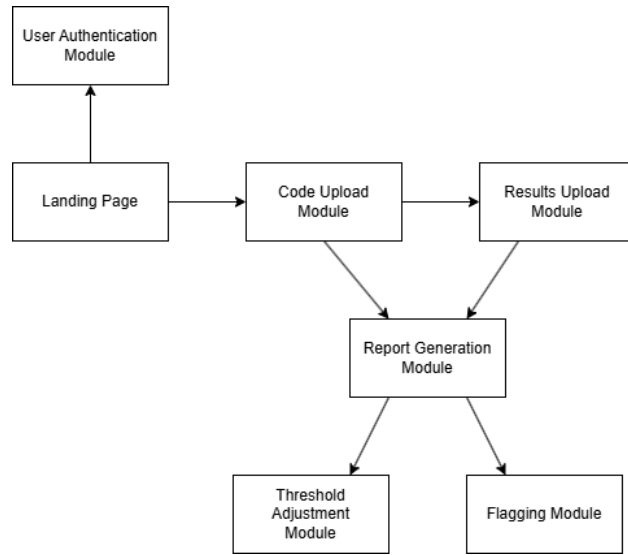 User Authentication
Module
Landing Page
Code Upload
Module
Results Upload
Module
Report Generation
Module
Threshold
Adjustment
Module
Flagging Module